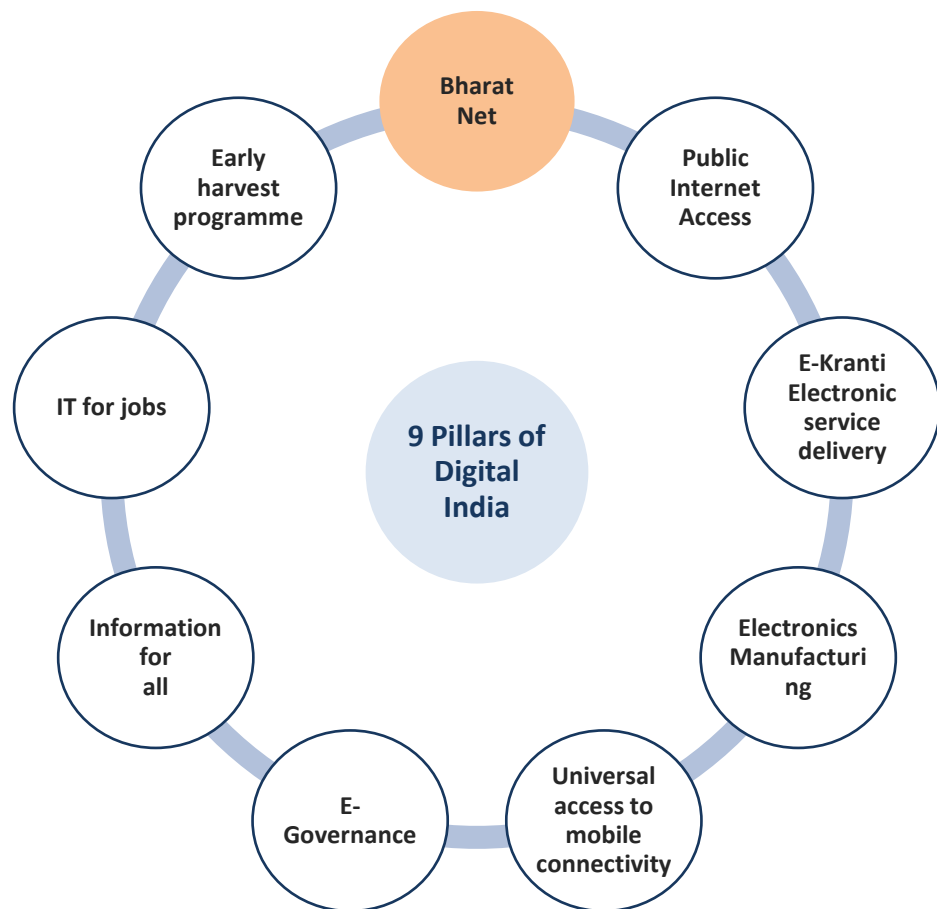 Bharat
Net
Public
Internet
Access
E-Kranti
Electronic
service
delivery
Electronics
Manufacturi
ng
Universal
access to
mobile
connectivity
E-
Governance
Information
for
all
IT for jobs
Early
harvest
programme
9 Pillars of
Digital
India